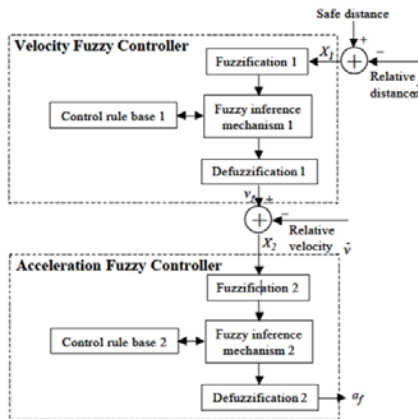 Safe distance
Velocity Fuzzy Controller
+
X1
−
Fuzzification 1
Relative
distance
Control rule base 1
Fuzzy inference
mechanism 1
Defuzzification 1
+
−
Relative
velocity
ṽ
X2
Acceleration Fuzzy Controller
Fuzzification 2
Control rule base 2
Fuzzy inference
mechanism 2
Defuzzification 2
af